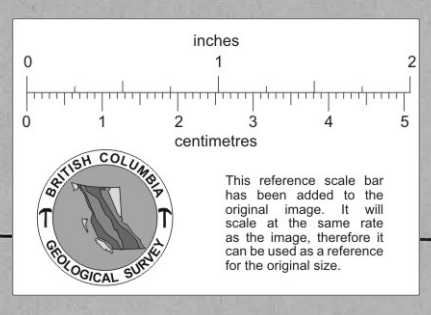 inches
0 1 2
0 1 2 3 4 5
centimetres
BRITISH COLUMBIA
GEOLOGICAL SURVEY
This reference scale bar
has been added to the
original image. It will
scale at the same rate
as the image, therefore it
can be used as a reference
for the original size.